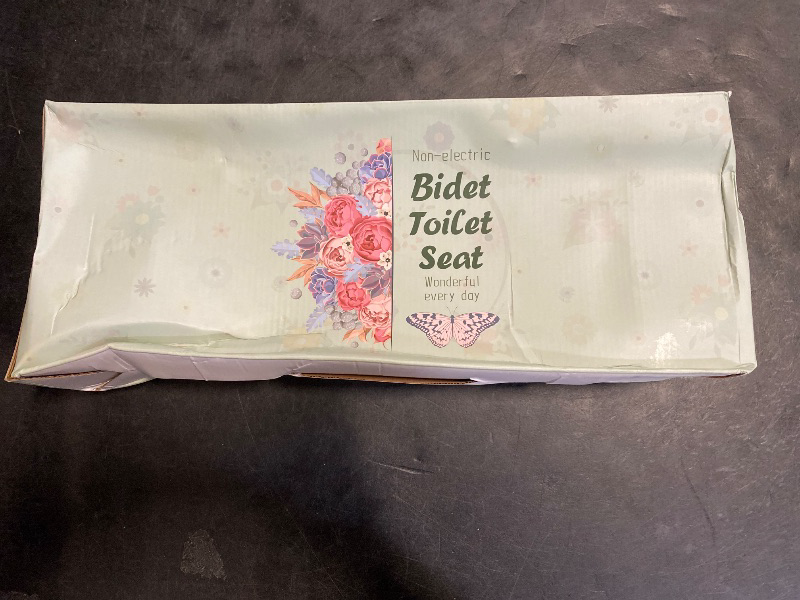 Non-electric
Bidet
Toilet
Seat
Wonderful
every day